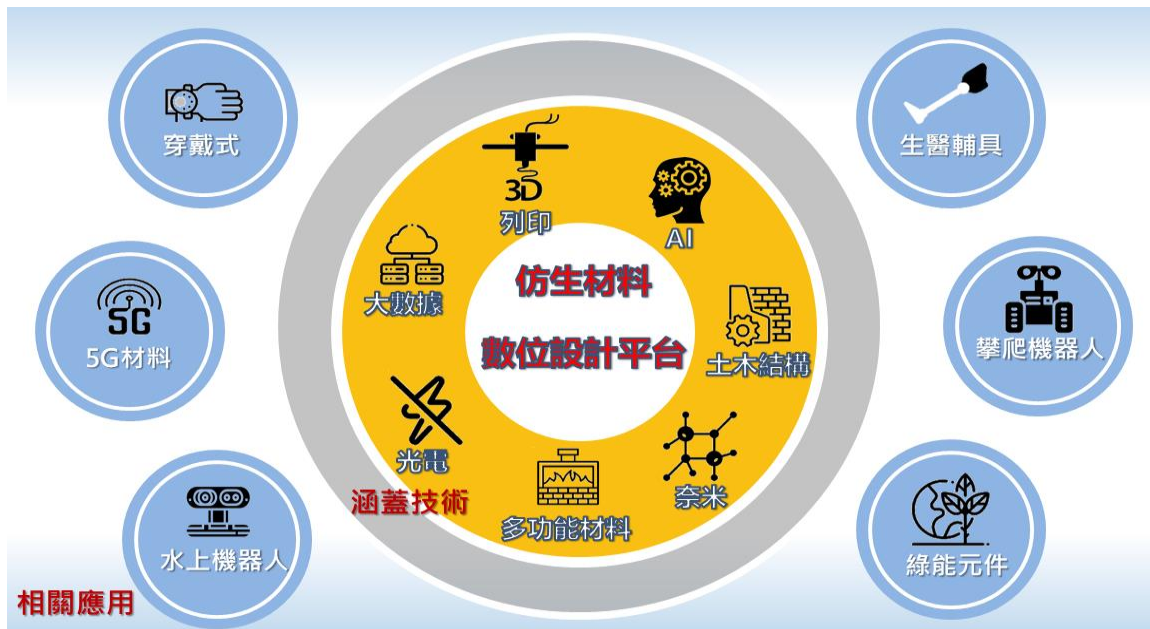 穿戴式
5G
5G材料
水上機器人
相關應用
3D
列印
AI
大數據
仿生材料
數位設計平台
土木結構
光電
奈米
涵蓋技術
多功能材料
生醫輔具
攀爬機器人
綠能元件